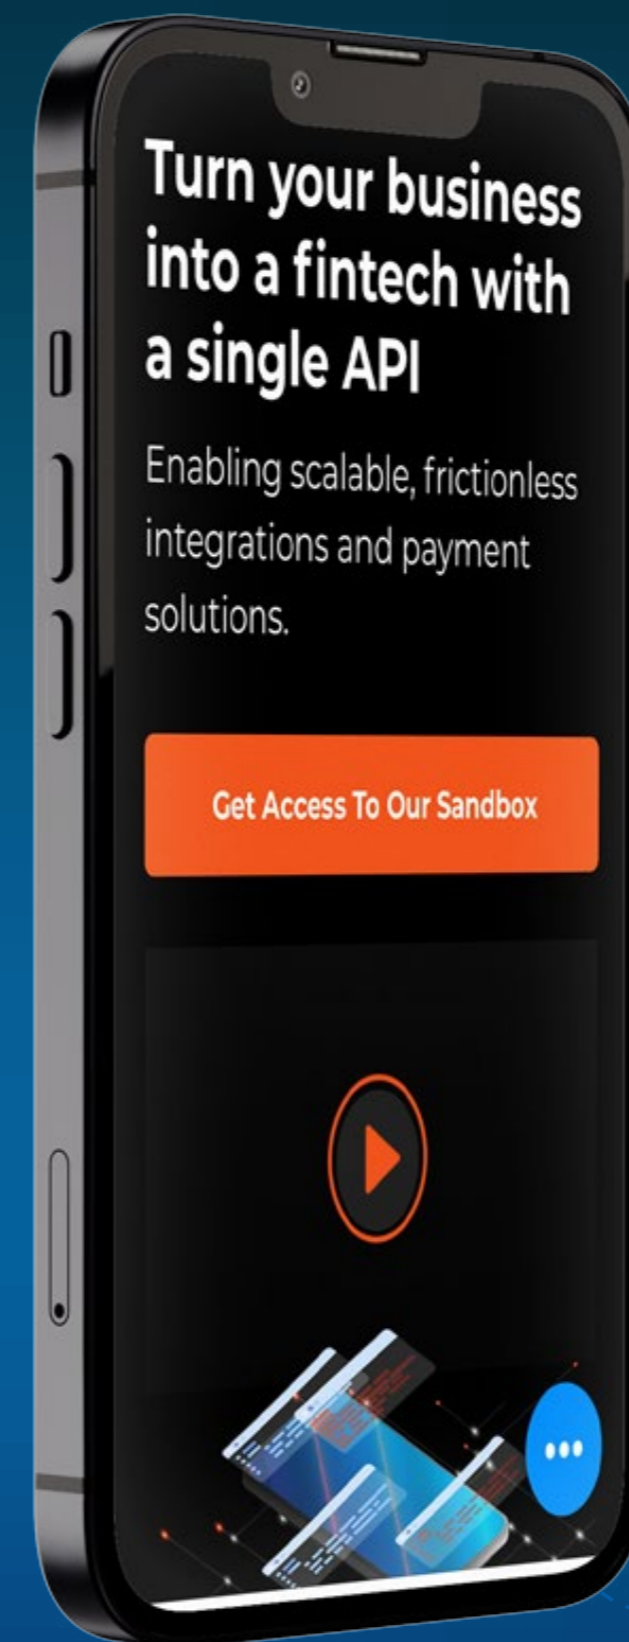 Turn your business
into a fintech with
a single API
Enabling scalable, frictionless
integrations and payment
solutions.
Get Access To Our Sandbox